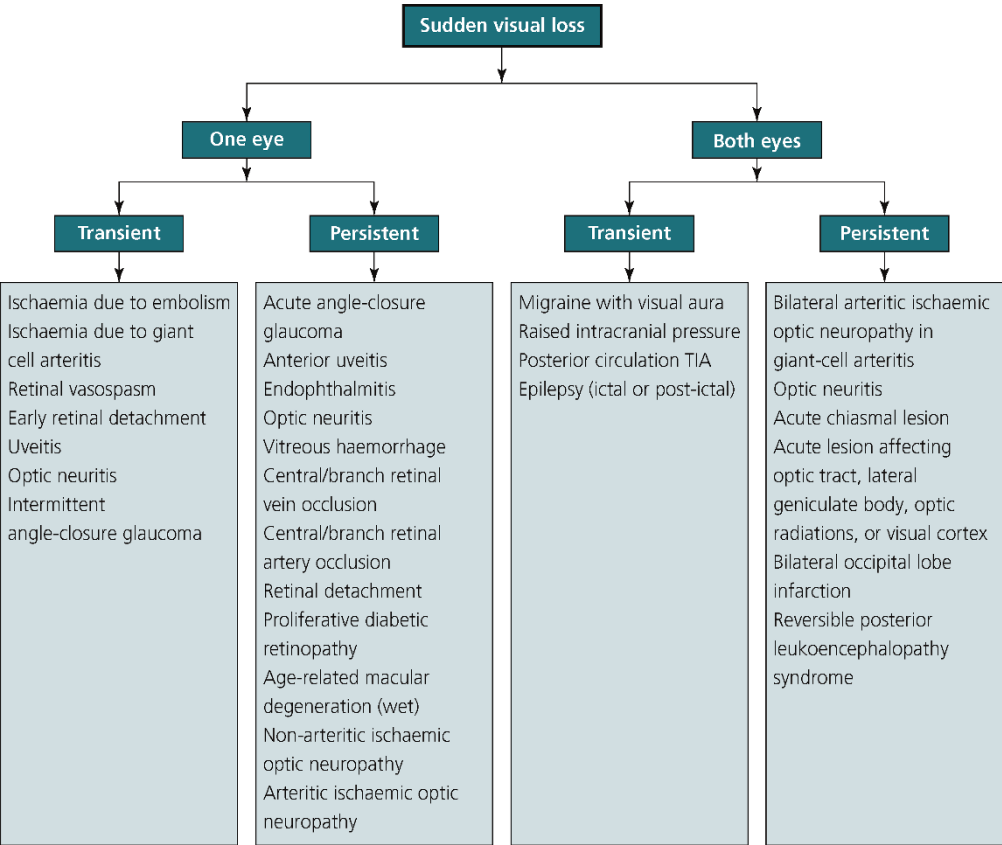 Sudden visual loss
One eye
Both eyes
Transient
Persistent
Transient
Persistent
Ischaemia due to embolism
Ischaemia due to giant
cell arteritis
Retinal vasospasm
Early retinal detachment
Uveitis
Optic neuritis
Intermittent
angle-closure glaucoma
Acute angle-closure
glaucoma
Anterior uveitis
Endophthalmitis
Optic neuritis
Vitreous haemorrhage
Central/branch retinal
vein occlusion
Central/branch retinal
artery occlusion
Retinal detachment
Proliferative diabetic
retinopathy
Age-related macular
degeneration (wet)
Non-arteritic ischaemic
optic neuropathy
Arteritic ischaemic optic
neuropathy
Migraine with visual aura
Raised intracranial pressure
Posterior circulation TIA
Epilepsy (ictal or post-ictal)
Bilateral arteritic ischaemic
optic neuropathy in
giant-cell arteritis
Optic neuritis
Acute chiasmal lesion
Acute lesion affecting
optic tract, lateral
geniculate body, optic
radiations, or visual cortex
Bilateral occipital lobe
infarction
Reversible posterior
leukoencephalopathy
syndrome